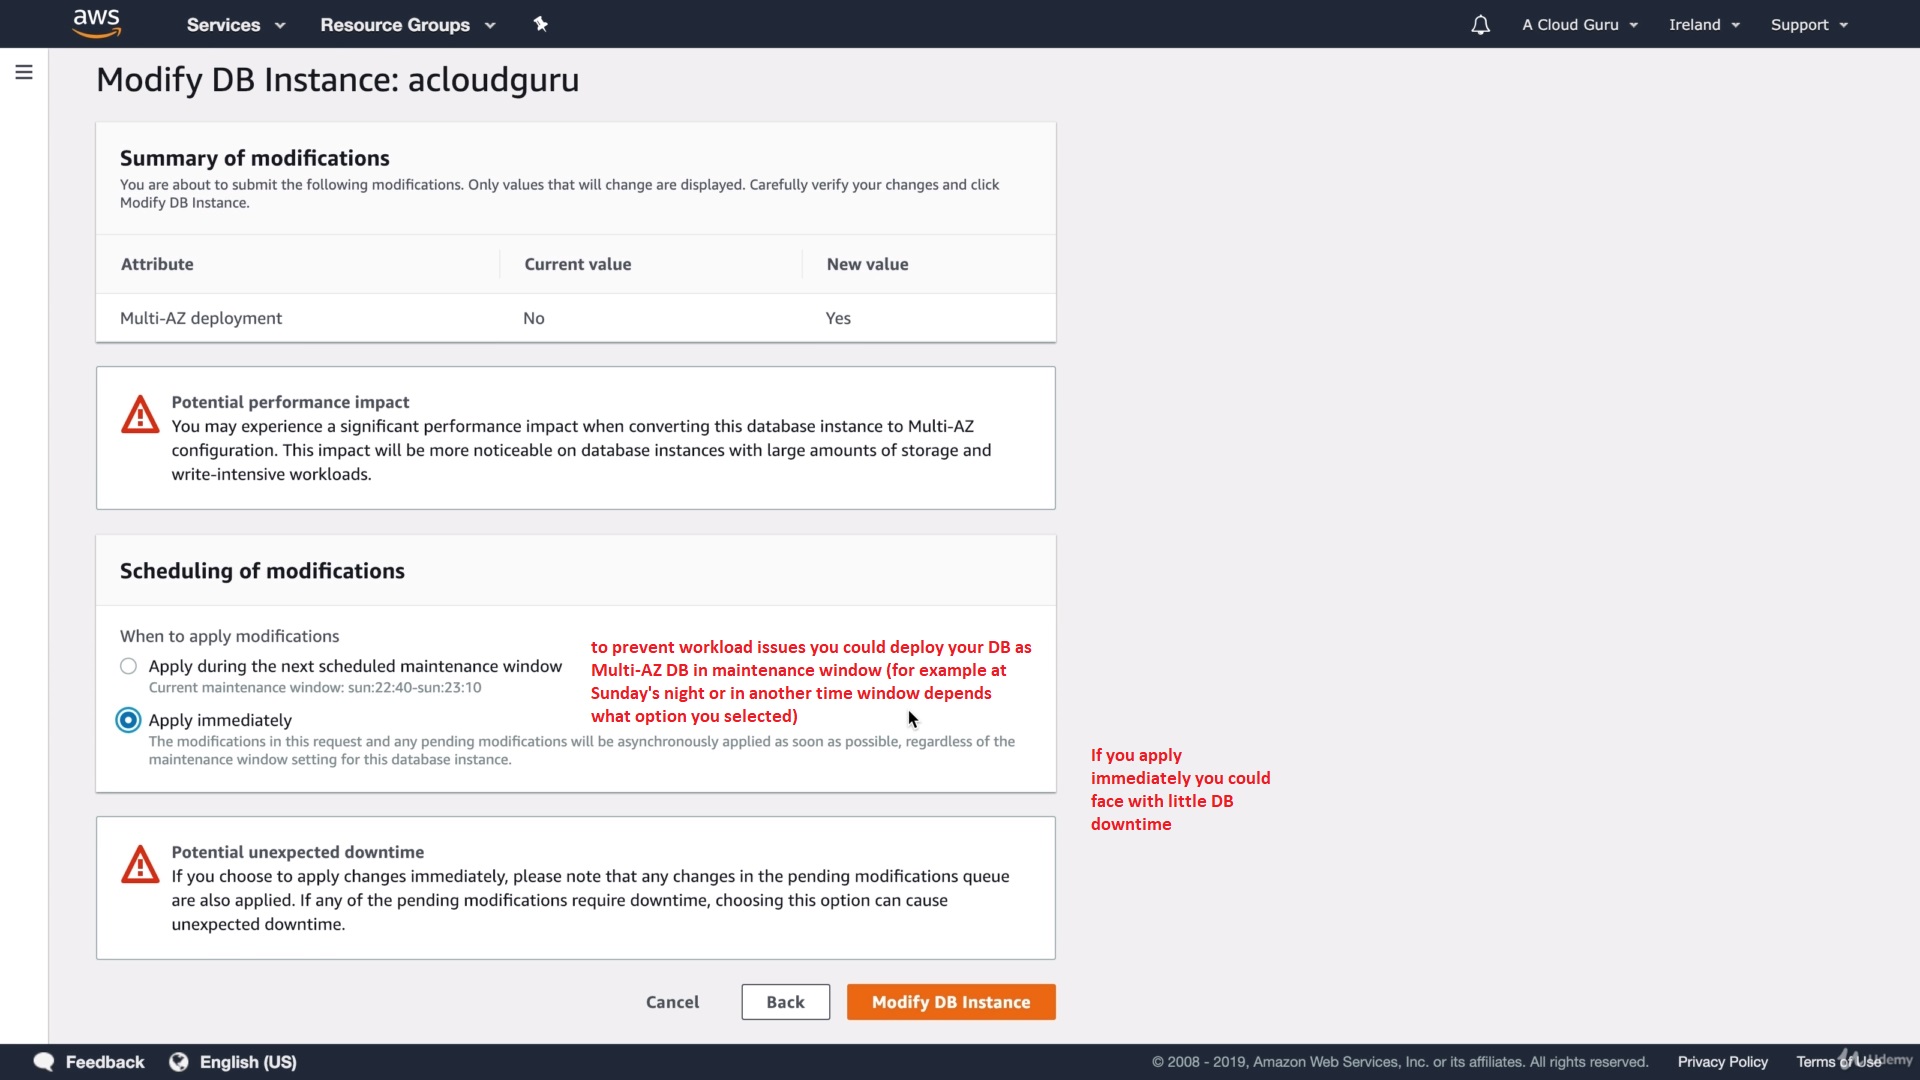 aws
Services
Resource Groups
A Cloud Guru
Ireland
Support
Modify DB Instance: acloudguru
Summary of modifications
You are about to submit the following modifications. Only values that will change are displayed. Carefully verify your changes and click
Modify DB Instance.
Attribute
Current value
New value
Multi-AZ deployment
No
Yes
Potential performance impact
You may experience a significant performance impact when converting this database instance to Multi-AZ
configuration. This impact will be more noticeable on database instances with large amounts of storage and
write-intensive workloads.
Scheduling of modifications
When to apply modifications
Apply during the next scheduled maintenance window
Current maintenance window: sun:22:40-sun:23:10
to prevent workload issues you could deploy your DB as
Multi-AZ DB in maintenance window (for example at
Sunday's night or in another time window depends
what option you selected)
Apply immediately
The modifications in this request and any pending modifications will be asynchronously applied as soon as possible, regardless of the
maintenance window setting for this database instance.
If you apply
immediately you could
face with little DB
downtime
Potential unexpected downtime
If you choose to apply changes immediately, please note that any changes in the pending modifications queue
are also applied. If any of the pending modifications require downtime, choosing this option can cause
unexpected downtime.
Cancel
Back
Modify DB Instance
Feedback
English (US)
© 2008 - 2019, Amazon Web Services, Inc. or its affiliates. All rights reserved.
Privacy Policy
Terms of Use
Udemy